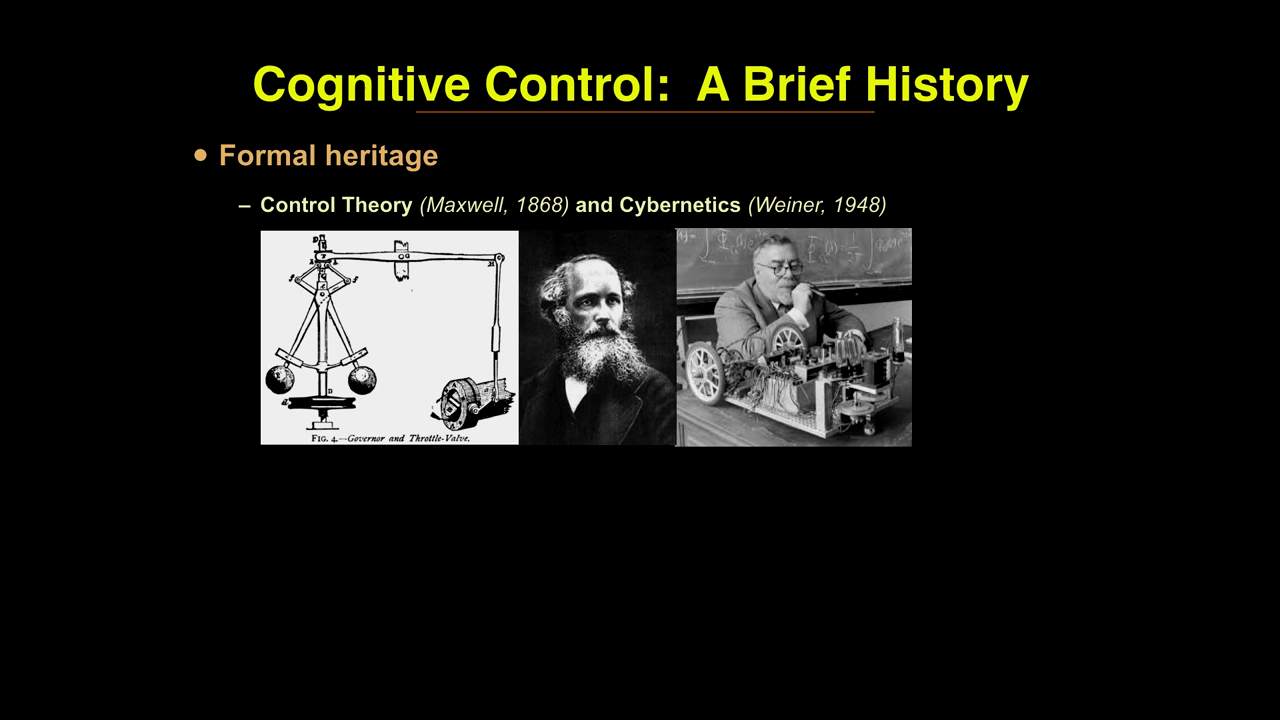 Cognitive Control: A Brief History
• Formal heritage
– Control Theory (Maxwell, 1868) and Cybernetics (Weiner, 1948)
FIG. 4.—Governor and Throttle-Valve.